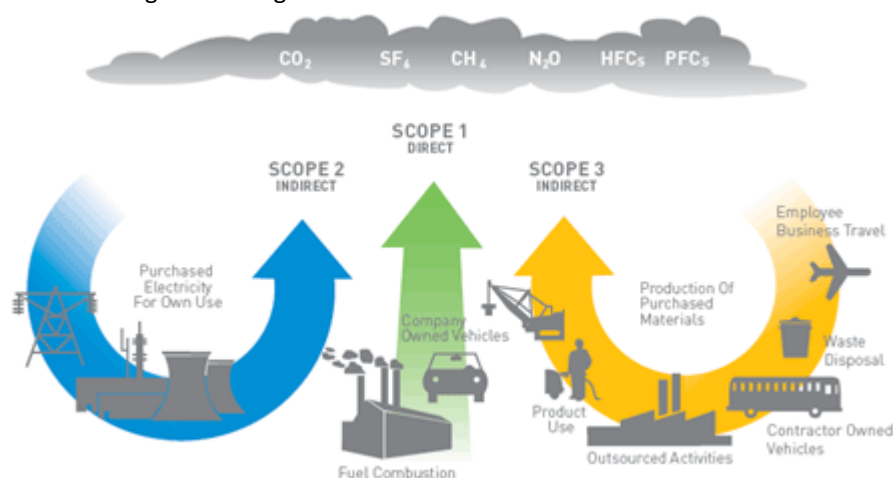 CO₂ SF₆ CH₄ N₂O HFCs PFCs
SCOPE 1
DIRECT
SCOPE 2
INDIRECT
SCOPE 3
INDIRECT
Purchased
Electricity
For Own Use
Company
Owned Vehicles
Fuel Combustion
Production Of
Purchased
Materials
Employee
Business Travel
Waste
Disposal
Product
Use
Outsourced Activities
Contractor Owned
Vehicles